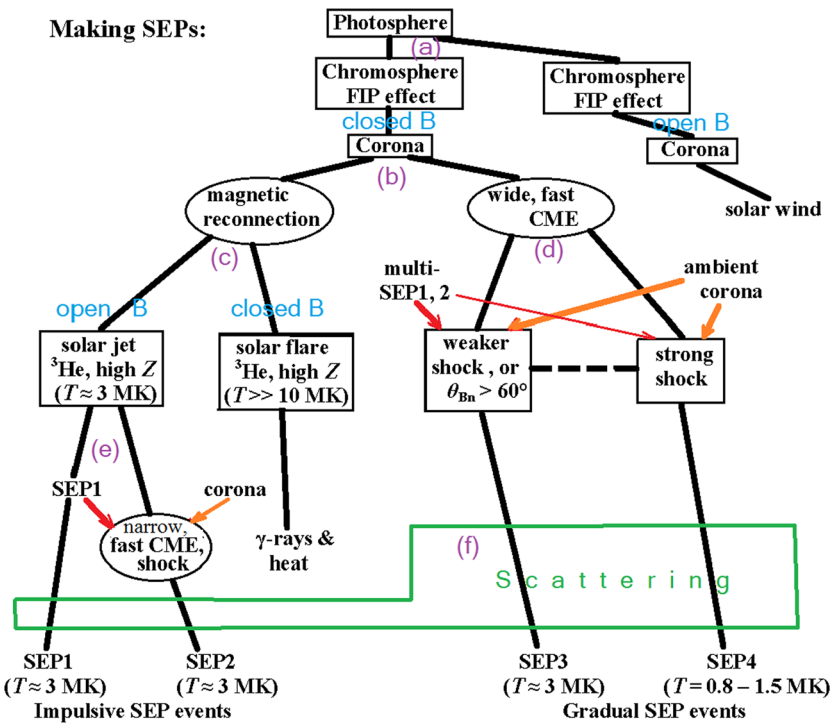 Making SEPs:
Photosphere
(a)
Chromosphere
FIP effect
Chromosphere
FIP effect
closed B
open B
Corona
Corona
(b)
solar wind
magnetic
reconnection
wide, fast
CME
(c)
(d)
multi-
SEP1, 2
ambient
corona
open B
closed B
solar jet
³He, high Z
(T ≈ 3 MK)
solar flare
³He, high Z
(T >> 10 MK)
weaker
shock , or
θBn > 60°
strong
shock
(e)
SEP1
corona
narrow,
fast CME,
shock
γ-rays &
heat
(f)
Scattering
SEP1
(T ≈ 3 MK)
SEP2
(T ≈ 3 MK)
SEP3
(T ≈ 3 MK)
SEP4
(T = 0.8 – 1.5 MK)
Impulsive SEP events
Gradual SEP events